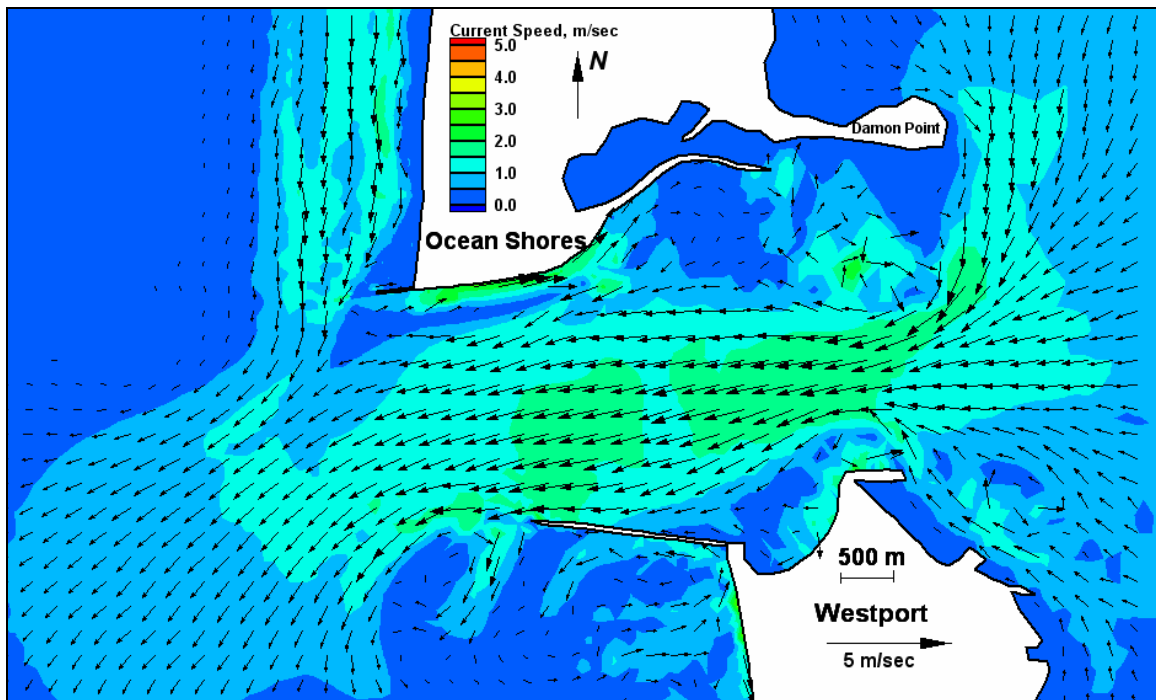 Current Speed, m/sec
5.0
4.0
3.0
2.0
1.0
0.0
N
Damon Point
Ocean Shores
500 m
Westport
5 m/sec